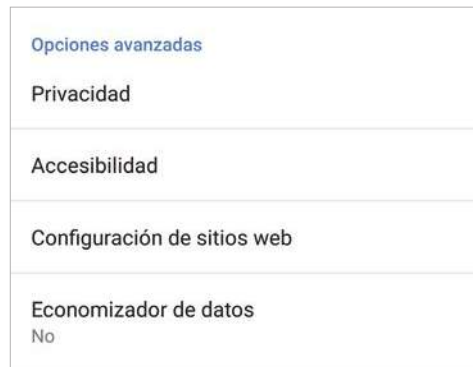 Opciones avanzadas
Privacidad
Accesibilidad
Configuración de sitios web
Economizador de datos
No